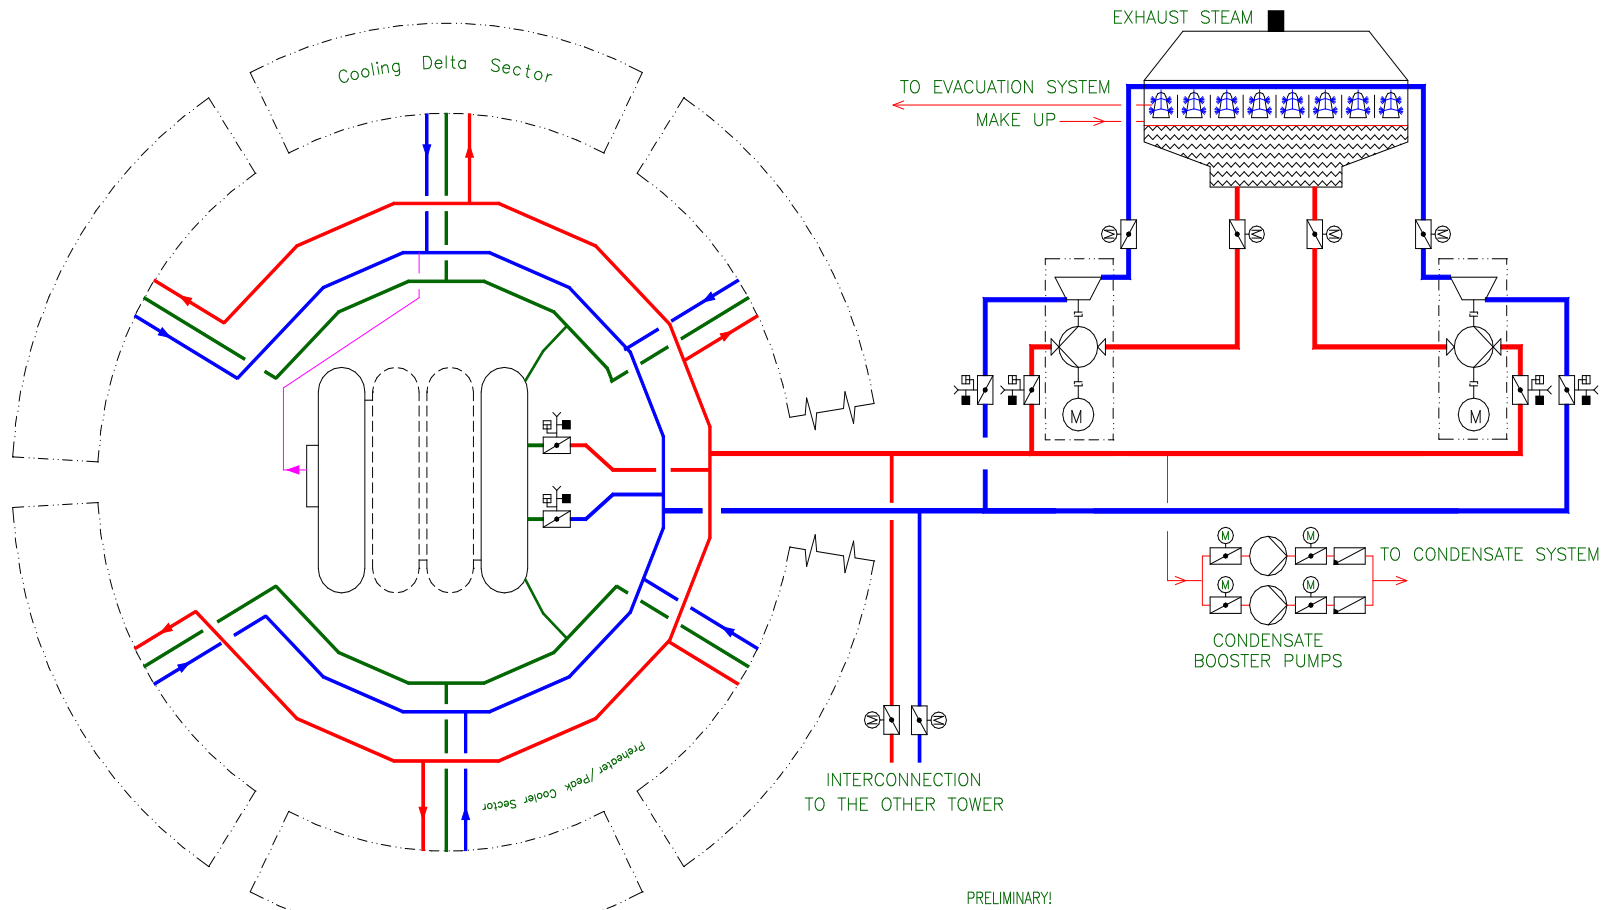 EXHAUST STEAM
Cooling Delta Sector
TO EVACUATION SYSTEM
MAKE UP
M
M
M
M
M
M
M
M
TO CONDENSATE SYSTEM
M
M
CONDENSATE
BOOSTER PUMPS
Preheater/Peak Cooler Sector
M
M
INTERCONNECTION
TO THE OTHER TOWER
PRELIMINARY!